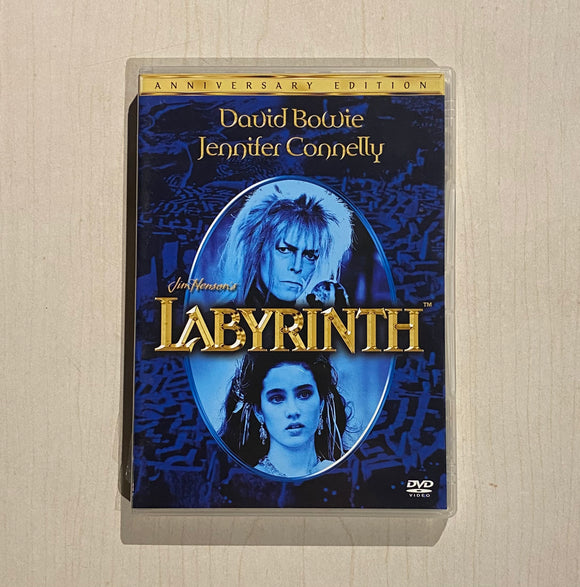 ANNIVERSARY EDITION
David Bowie
Jennifer Connelly
Jim Henson's
LABYRINTH™
DVD
VIDEO